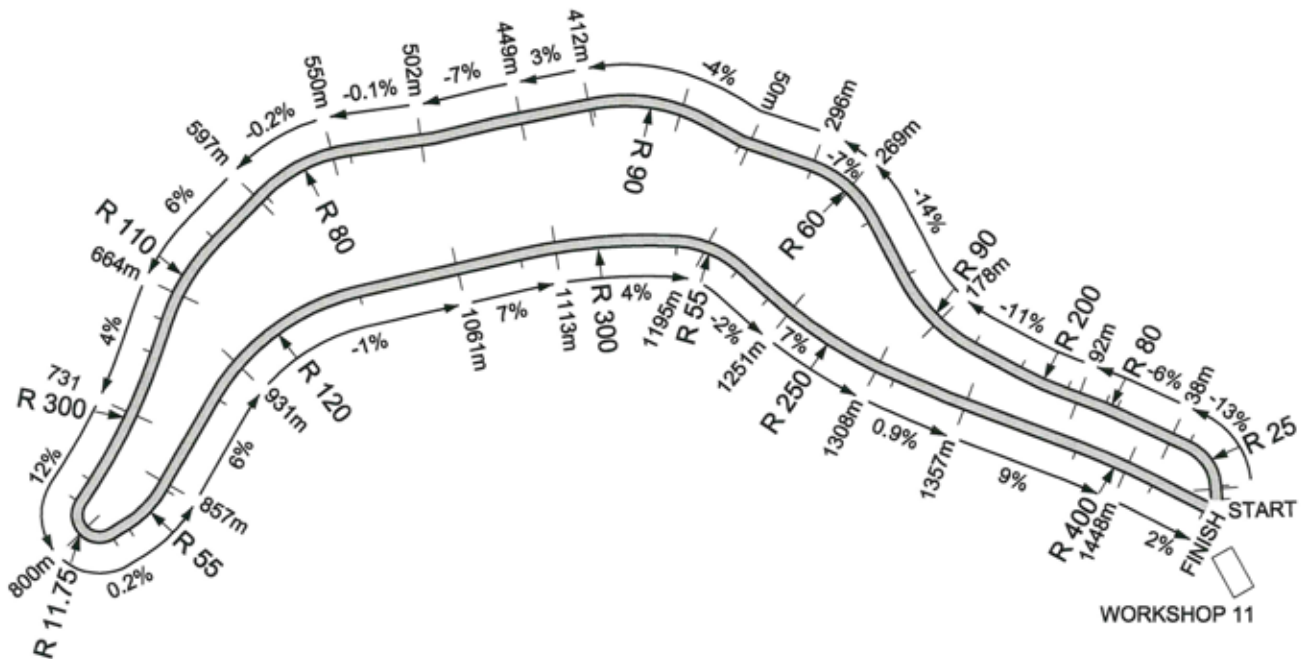 START
R 25
-13%
38m
-6%
R 80
92m
R 200
-11%
178m
R 90
-14%
269m
-7%
R 60
296m
50m
-4%
R 90
412m
3%
449m
-7%
502m
-0.1%
550m
R 80
-0.2%
597m
6%
R 110
664m
4%
731
R 300
12%
800m
R 11.75
0.2%
R 55
857m
6%
931m
R 120
-1%
1061m
7%
1113m
R 300
4%
1195m
R 55
-2%
1251m
7%
R 250
1308m
0.9%
1357m
9%
R 400
1448m
2%
FINISH
WORKSHOP 11